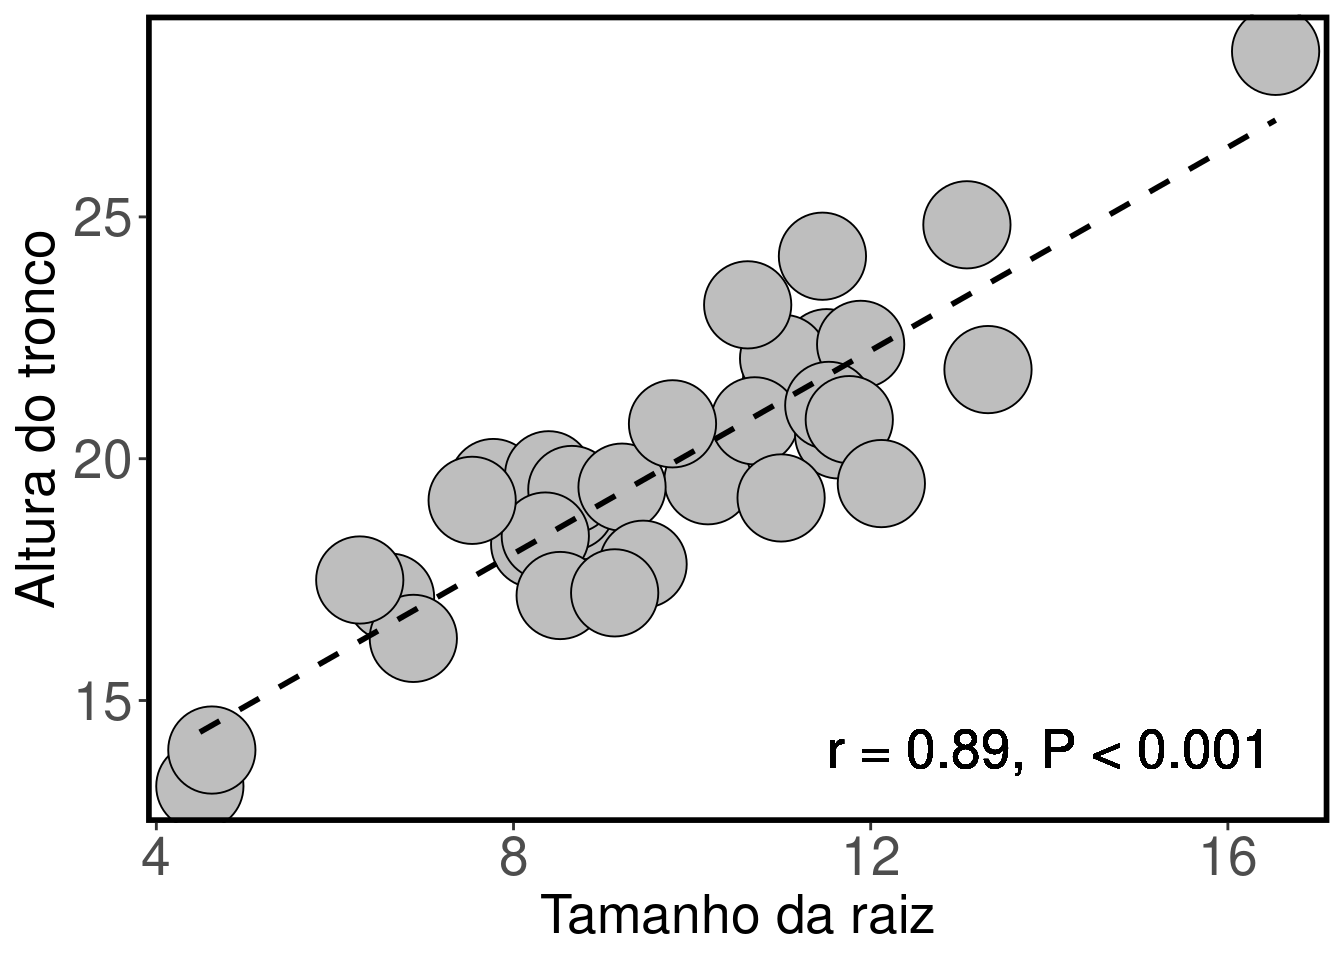 Altura do tronco
25
20
15
r = 0.89, P < 0.001
4 8 12 16
Tamanho da raiz